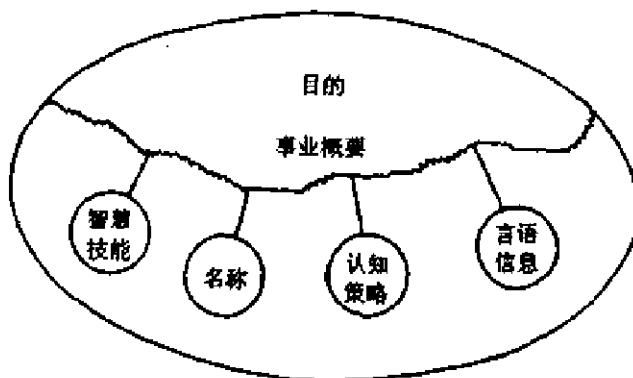 目的
事业概要
智慧
技能
名称
认知
策略
言语
信息